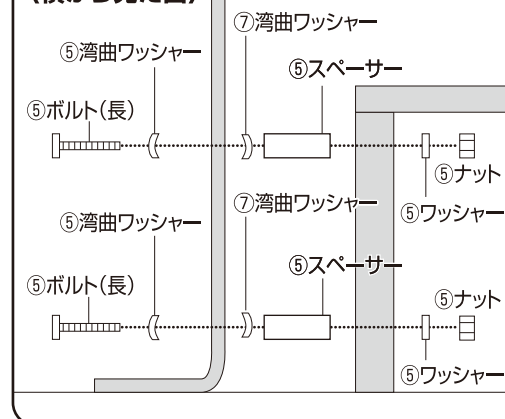 (横から見た図)
⑦湾曲ワッシャー
⑤湾曲ワッシャー
⑤スペーサー
⑤ボルト(長)
⑤ナット
⑤ワッシャー
⑦湾曲ワッシャー
⑤湾曲ワッシャー
⑤スペーサー
⑤ボルト(長)
⑤ナット
⑤ワッシャー